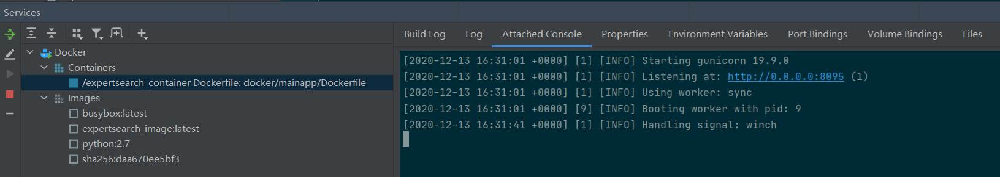 Services
Build Log Log Attached Console Properties Environment Variables Port Bindings Volume Bindings Files
Docker
Containers
/expertsearch_container Dockerfile: docker/mainapp/Dockerfile
Images
busybox:latest
expertsearch_image:latest
python:2.7
sha256:daa670ee5bf3
[2020-12-13 16:31:01 +0000] [1] [INFO] Starting gunicorn 19.9.0
[2020-12-13 16:31:01 +0000] [1] [INFO] Listening at: http://0.0.0.0:8095 (1)
[2020-12-13 16:31:01 +0000] [1] [INFO] Using worker: sync
[2020-12-13 16:31:01 +0000] [9] [INFO] Booting worker with pid: 9
[2020-12-13 16:31:41 +0000] [1] [INFO] Handling signal: winch